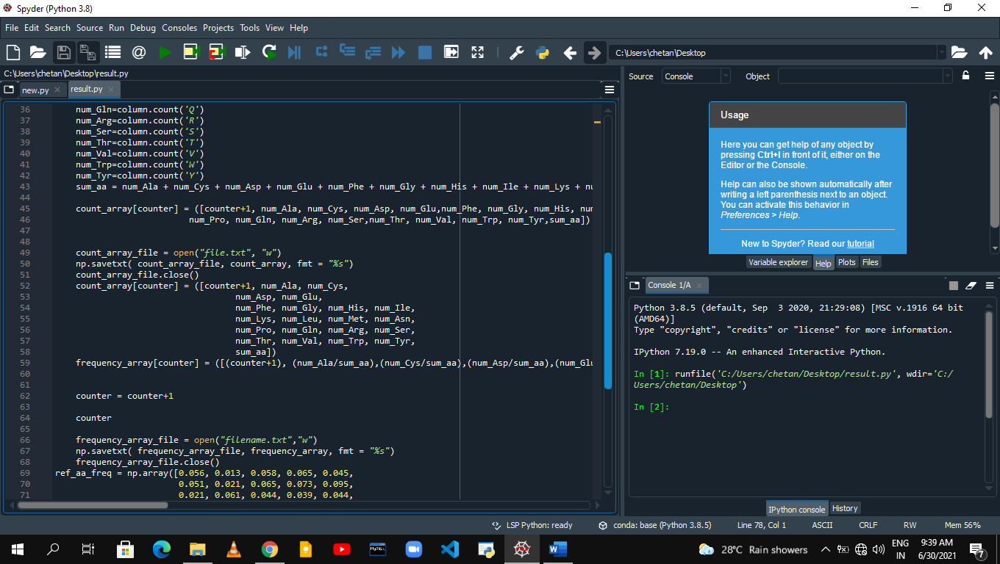 Spyder (Python 3.8)
File Edit Search Source Run Debug Consoles Projects Tools View Help
C:\Users\chetan\Desktop
C:\Users\chetan\Desktop\result.py
new.py
result.py
36 num_Gln=column.count('Q')
37 num_Arg=column.count('R')
38 num_Ser=column.count('S')
39 num_Thr=column.count('T')
40 num_Val=column.count('V')
41 num_Trp=column.count('W')
42 num_Tyr=column.count('Y')
43 sum_aa = num_Ala + num_Cys + num_Asp + num_Glu + num_Phe + num_Gly + num_His + num_Ile + num_Lys + nu
44
45 count_array[counter] = ([counter+1, num_Ala, num_Cys, num_Asp, num_Glu,num_Phe, num_Gly, num_His, num
46 num_Pro, num_Gln, num_Arg, num_Ser,num_Thr, num_Val, num_Trp, num_Tyr,sum_aa])
47
48
49 count_array_file = open("file.txt", "w")
50 np.savetxt( count_array_file, count_array, fmt = "%s")
51 count_array_file.close()
52 count_array[counter] = ([counter+1, num_Ala, num_Cys,
53 num_Asp, num_Glu,
54 num_Phe, num_Gly, num_His, num_Ile,
55 num_Lys, num_Leu, num_Met, num_Asn,
56 num_Pro, num_Gln, num_Arg, num_Ser,
57 num_Thr, num_Val, num_Trp, num_Tyr,
58 sum_aa])
59 frequency_array[counter] = ([(counter+1), (num_Ala/sum_aa),(num_Cys/sum_aa),(num_Asp/sum_aa),(num_Glu
60
61
62 counter = counter+1
63
64 counter
65
66 frequency_array_file = open("filename.txt","w")
67 np.savetxt( frequency_array_file, frequency_array, fmt = "%s")
68 frequency_array_file.close()
69 ref_aa_freq = np.array([0.056, 0.013, 0.058, 0.065, 0.045,
70 0.051, 0.021, 0.065, 0.073, 0.095,
71 0.021, 0.061, 0.044, 0.039, 0.044,
Source Console Object
Usage
Here you can get help of any object by
pressing Ctrl+I in front of it, either on the
Editor or the Console.
Help can also be shown automatically after
writing a left parenthesis next to an object.
You can activate this behavior in
Preferences > Help.
New to Spyder? Read our tutorial
Variable explorer Help Plots Files
Console 1/A
Python 3.8.5 (default, Sep  3 2020, 21:29:08) [MSC v.1916 64 bit
(AMD64)]
Type "copyright", "credits" or "license" for more information.
IPython 7.19.0 -- An enhanced Interactive Python.
In [1]: runfile('C:/Users/chetan/Desktop/result.py', wdir='C:/
Users/chetan/Desktop')
In [2]:
IPython console History
LSP Python: ready conda: base (Python 3.8.5) Line 78, Col 1 ASCII CRLF RW Mem 56%
MySQL
28°C Rain showers
ENG
IN
9:39 AM
6/30/2021
7